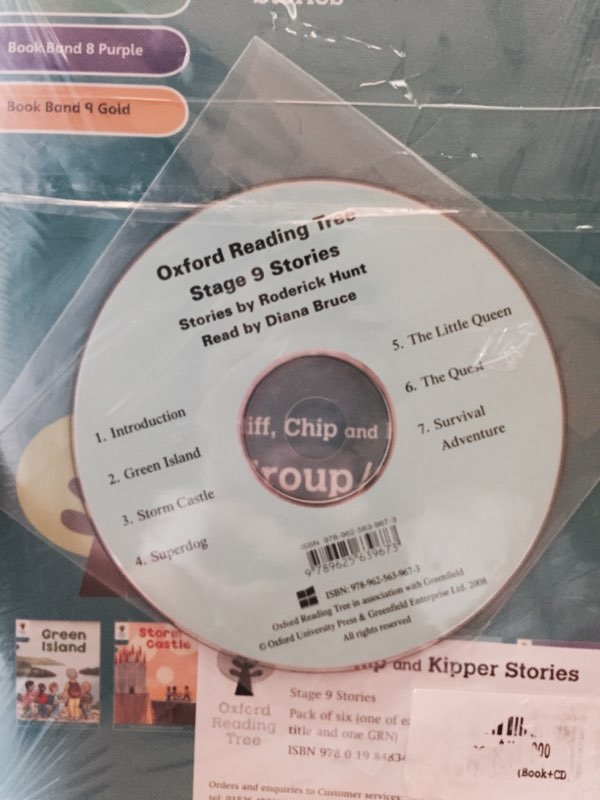 Stories
Book Band 8 Purple
Book Band 9 Gold
Oxford Reading Tree
Stage 9 Stories
Stories by Roderick Hunt
Read by Diana Bruce
1. Introduction
2. Green Island
3. Storm Castle
4. Superdog
5. The Little Queen
6. The Quest
7. Survival
Adventure
iff, Chip and
roup/
ISBN 978-962-563-967-3
9 789625 639673
ISBN: 978-962-563-967-3
Oxford Reading Tree in association with Greenfield
© Oxford University Press & Greenfield Enterprise Ltd. 2008
All rights reserved
Green
Island
Storm
Castle
and Kipper Stories
Oxford
Reading
Tree
Stage 9 Stories
Pack of six (one of
title and one GRN)
ISBN 978 0 19 8483
Orders and enquiries to Customer services
(Book+CD